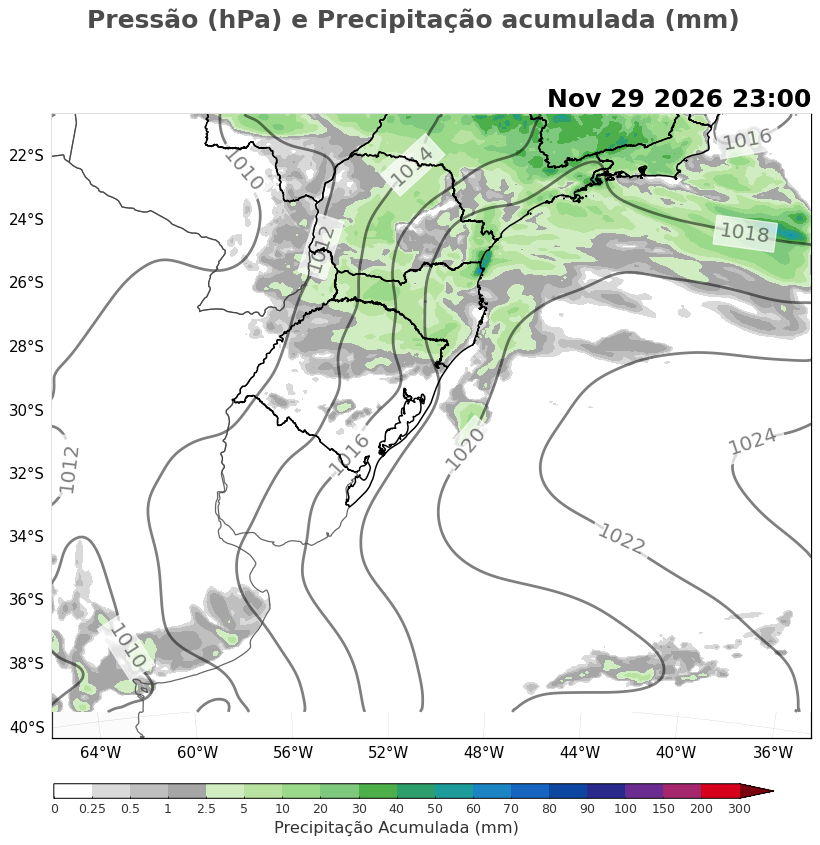 Pressão (hPa) e Precipitação acumulada (mm)
Nov 29 2026 23:00
1016
1010
1014
1012
1018
1020
1016
1012
1024
1022
1010
22°S
24°S
26°S
28°S
30°S
32°S
34°S
36°S
38°S
40°S
64°W 60°W 56°W 52°W 48°W 44°W 40°W 36°W
0 0.25 0.5 1 2.5 5 10 20 30 40 50 60 70 80 90 100 150 200 300
Precipitação Acumulada (mm)